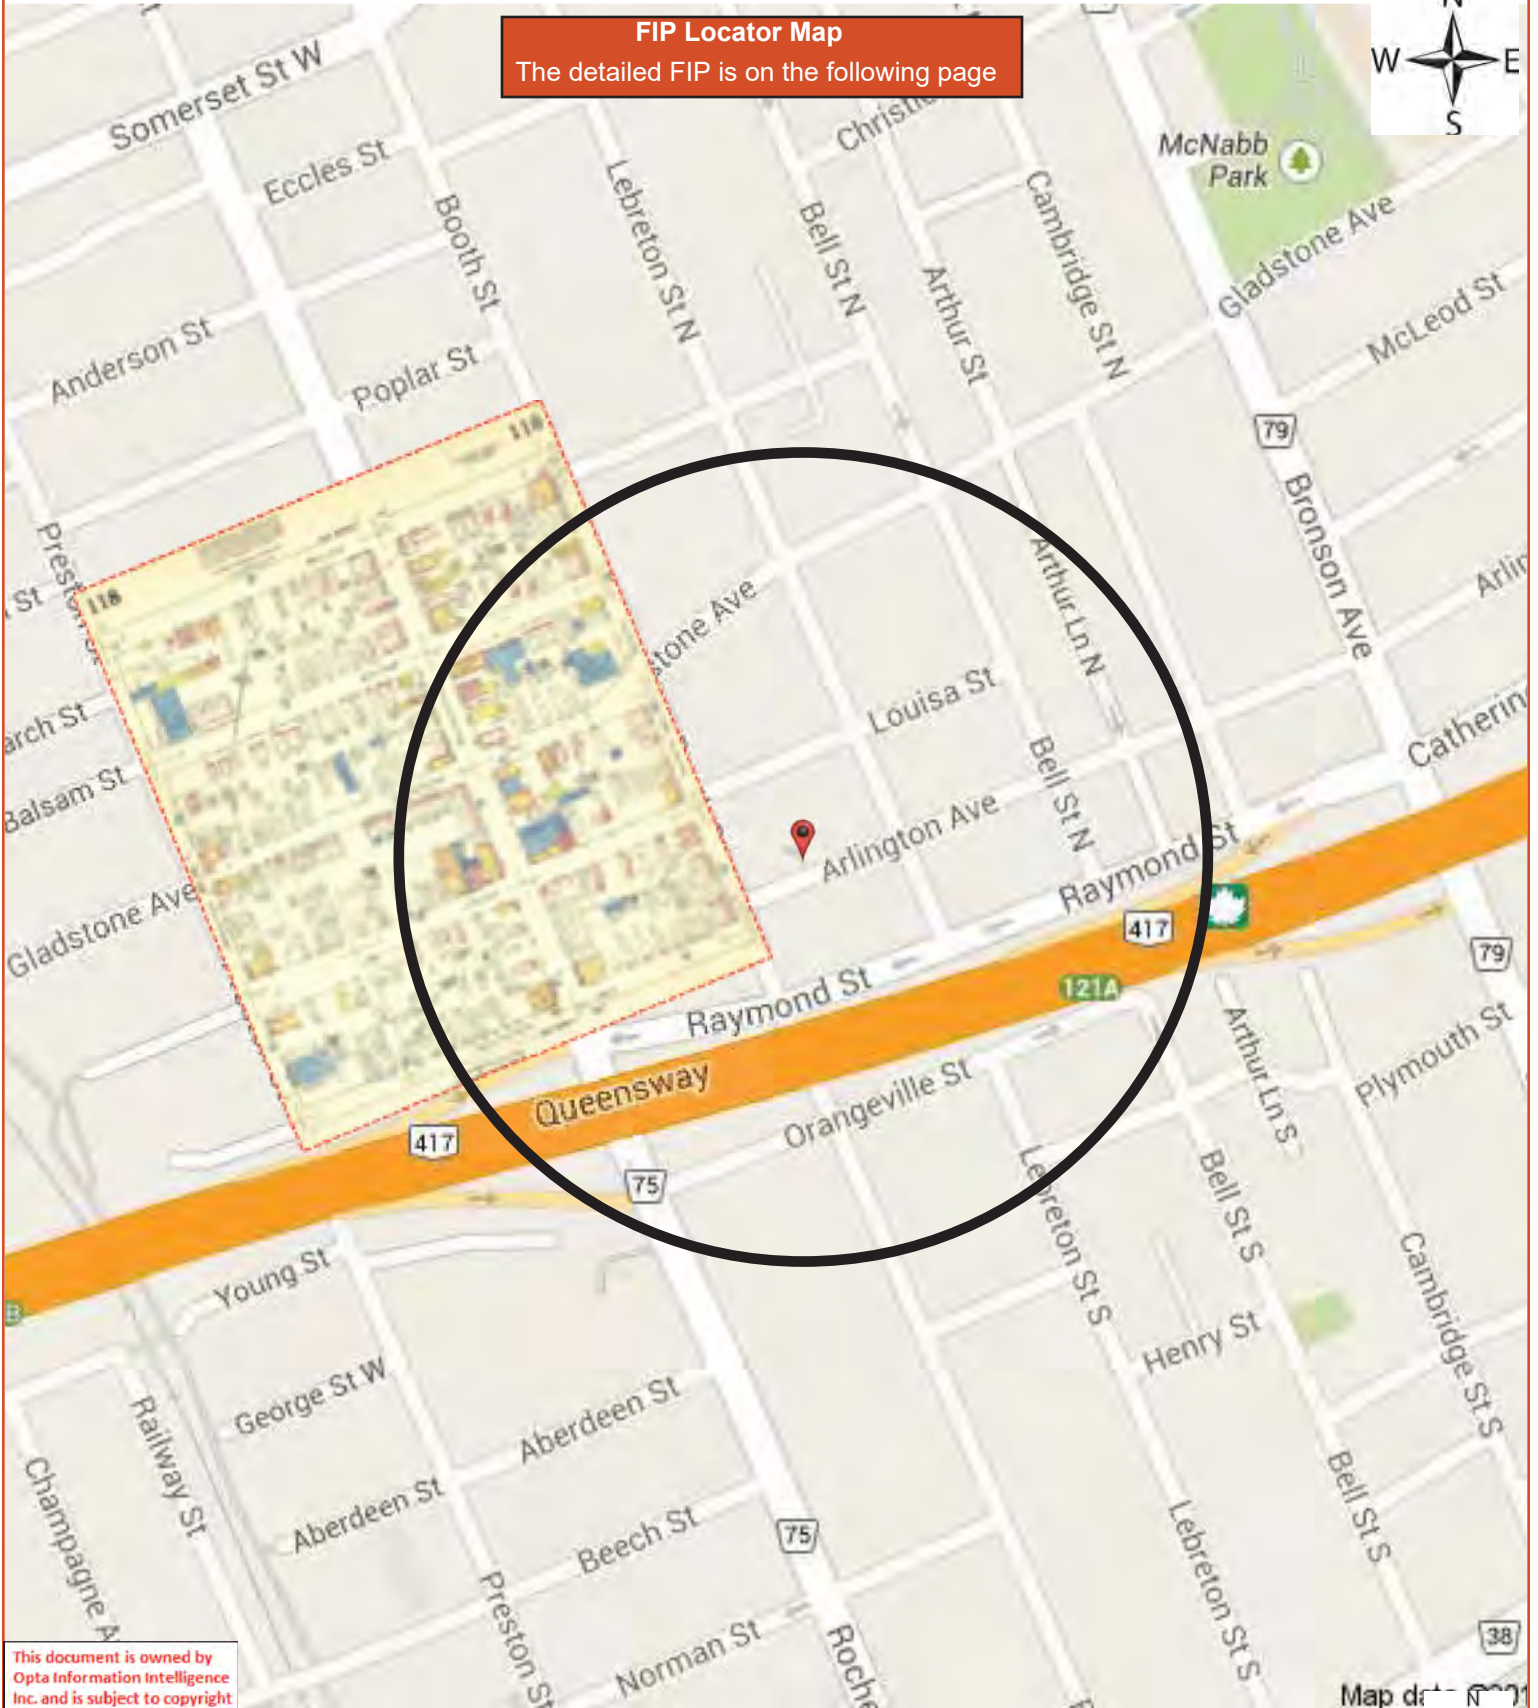 FIP Locator Map
The detailed FIP is on the following page
N
W
E
S
Somerset St W
Eccles St
Booth St
Lebreton St N
Bell St N
Arthur St
Cambridge St N
McNabb
Park
Gladstone Ave
McLeod St
Anderson St
Poplar St
118
118
79
Bronson Ave
Arthur Ln N
Balsam St
Louisa St
Bell St N
Arlington Ave
Gladstone Ave
Raymond St
417
121A
79
Raymond St
Queensway
417
Orangeville St
Arthur Ln S
Plymouth St
75
Lebreton St S
Bell St S
Cambridge St S
Young St
Henry St
George St W
Aberdeen St
Railway St
Aberdeen St
Beech St
75
Bell St S
Lebreton St S
Preston St
Norman St
38
This document is owned by
Opta Information Intelligence
Inc. and is subject to copyright
Map data
N